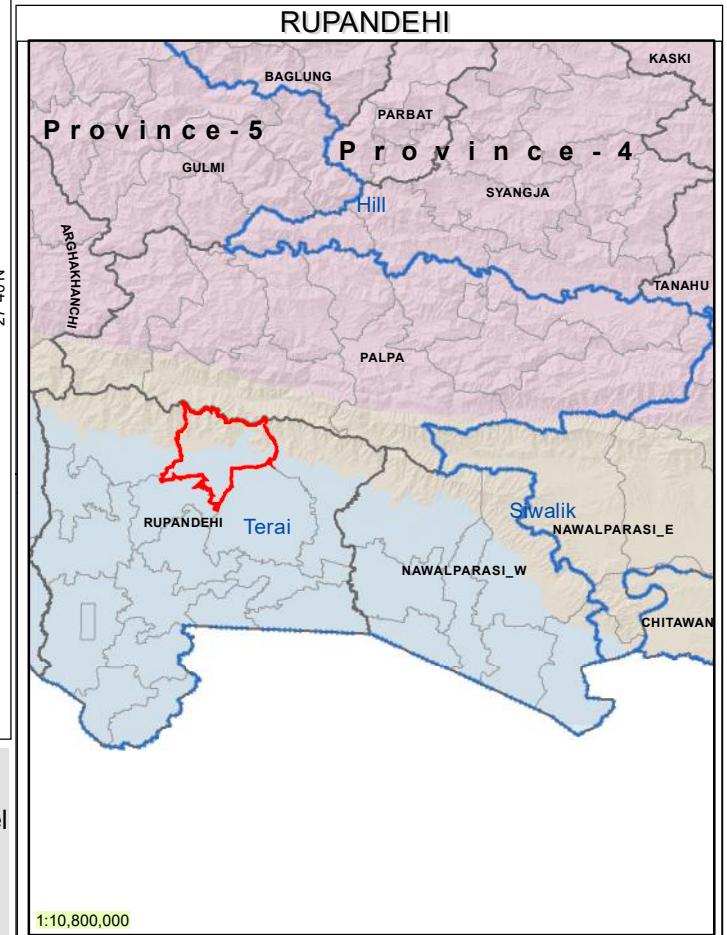 RUPANDEHI
KASKI
BAGLUNG
PARBAT
Province-5
Province-4
GULMI
SYANGJA
Hill
ARGHAKHANCHI
TANAHU
PALPA
Siwalik
RUPANDEHI
Terai
NAWALPARASI_E
NAWALPARASI_W
CHITAWAN
1:10,800,000